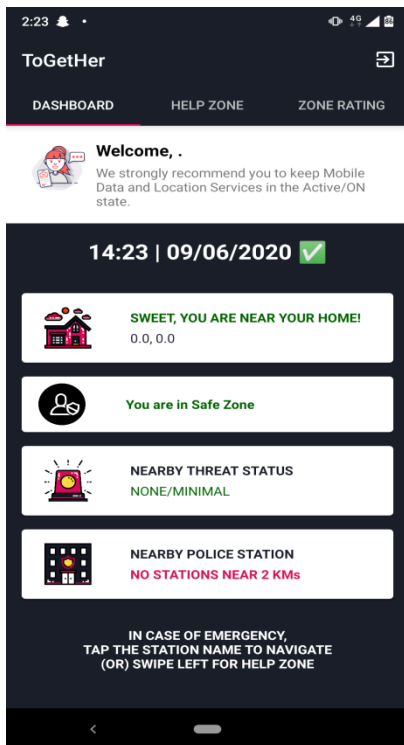 2:23
4G
ToGetHer
DASHBOARD HELP ZONE ZONE RATING
Welcome, .
We strongly recommend you to keep Mobile
Data and Location Services in the Active/ON
state.
14:23 | 09/06/2020 ✅
SWEET, YOU ARE NEAR YOUR HOME!
0.0, 0.0
You are in Safe Zone
NEARBY THREAT STATUS
NONE/MINIMAL
NEARBY POLICE STATION
NO STATIONS NEAR 2 KMs
IN CASE OF EMERGENCY,
TAP THE STATION NAME TO NAVIGATE
(OR) SWIPE LEFT FOR HELP ZONE